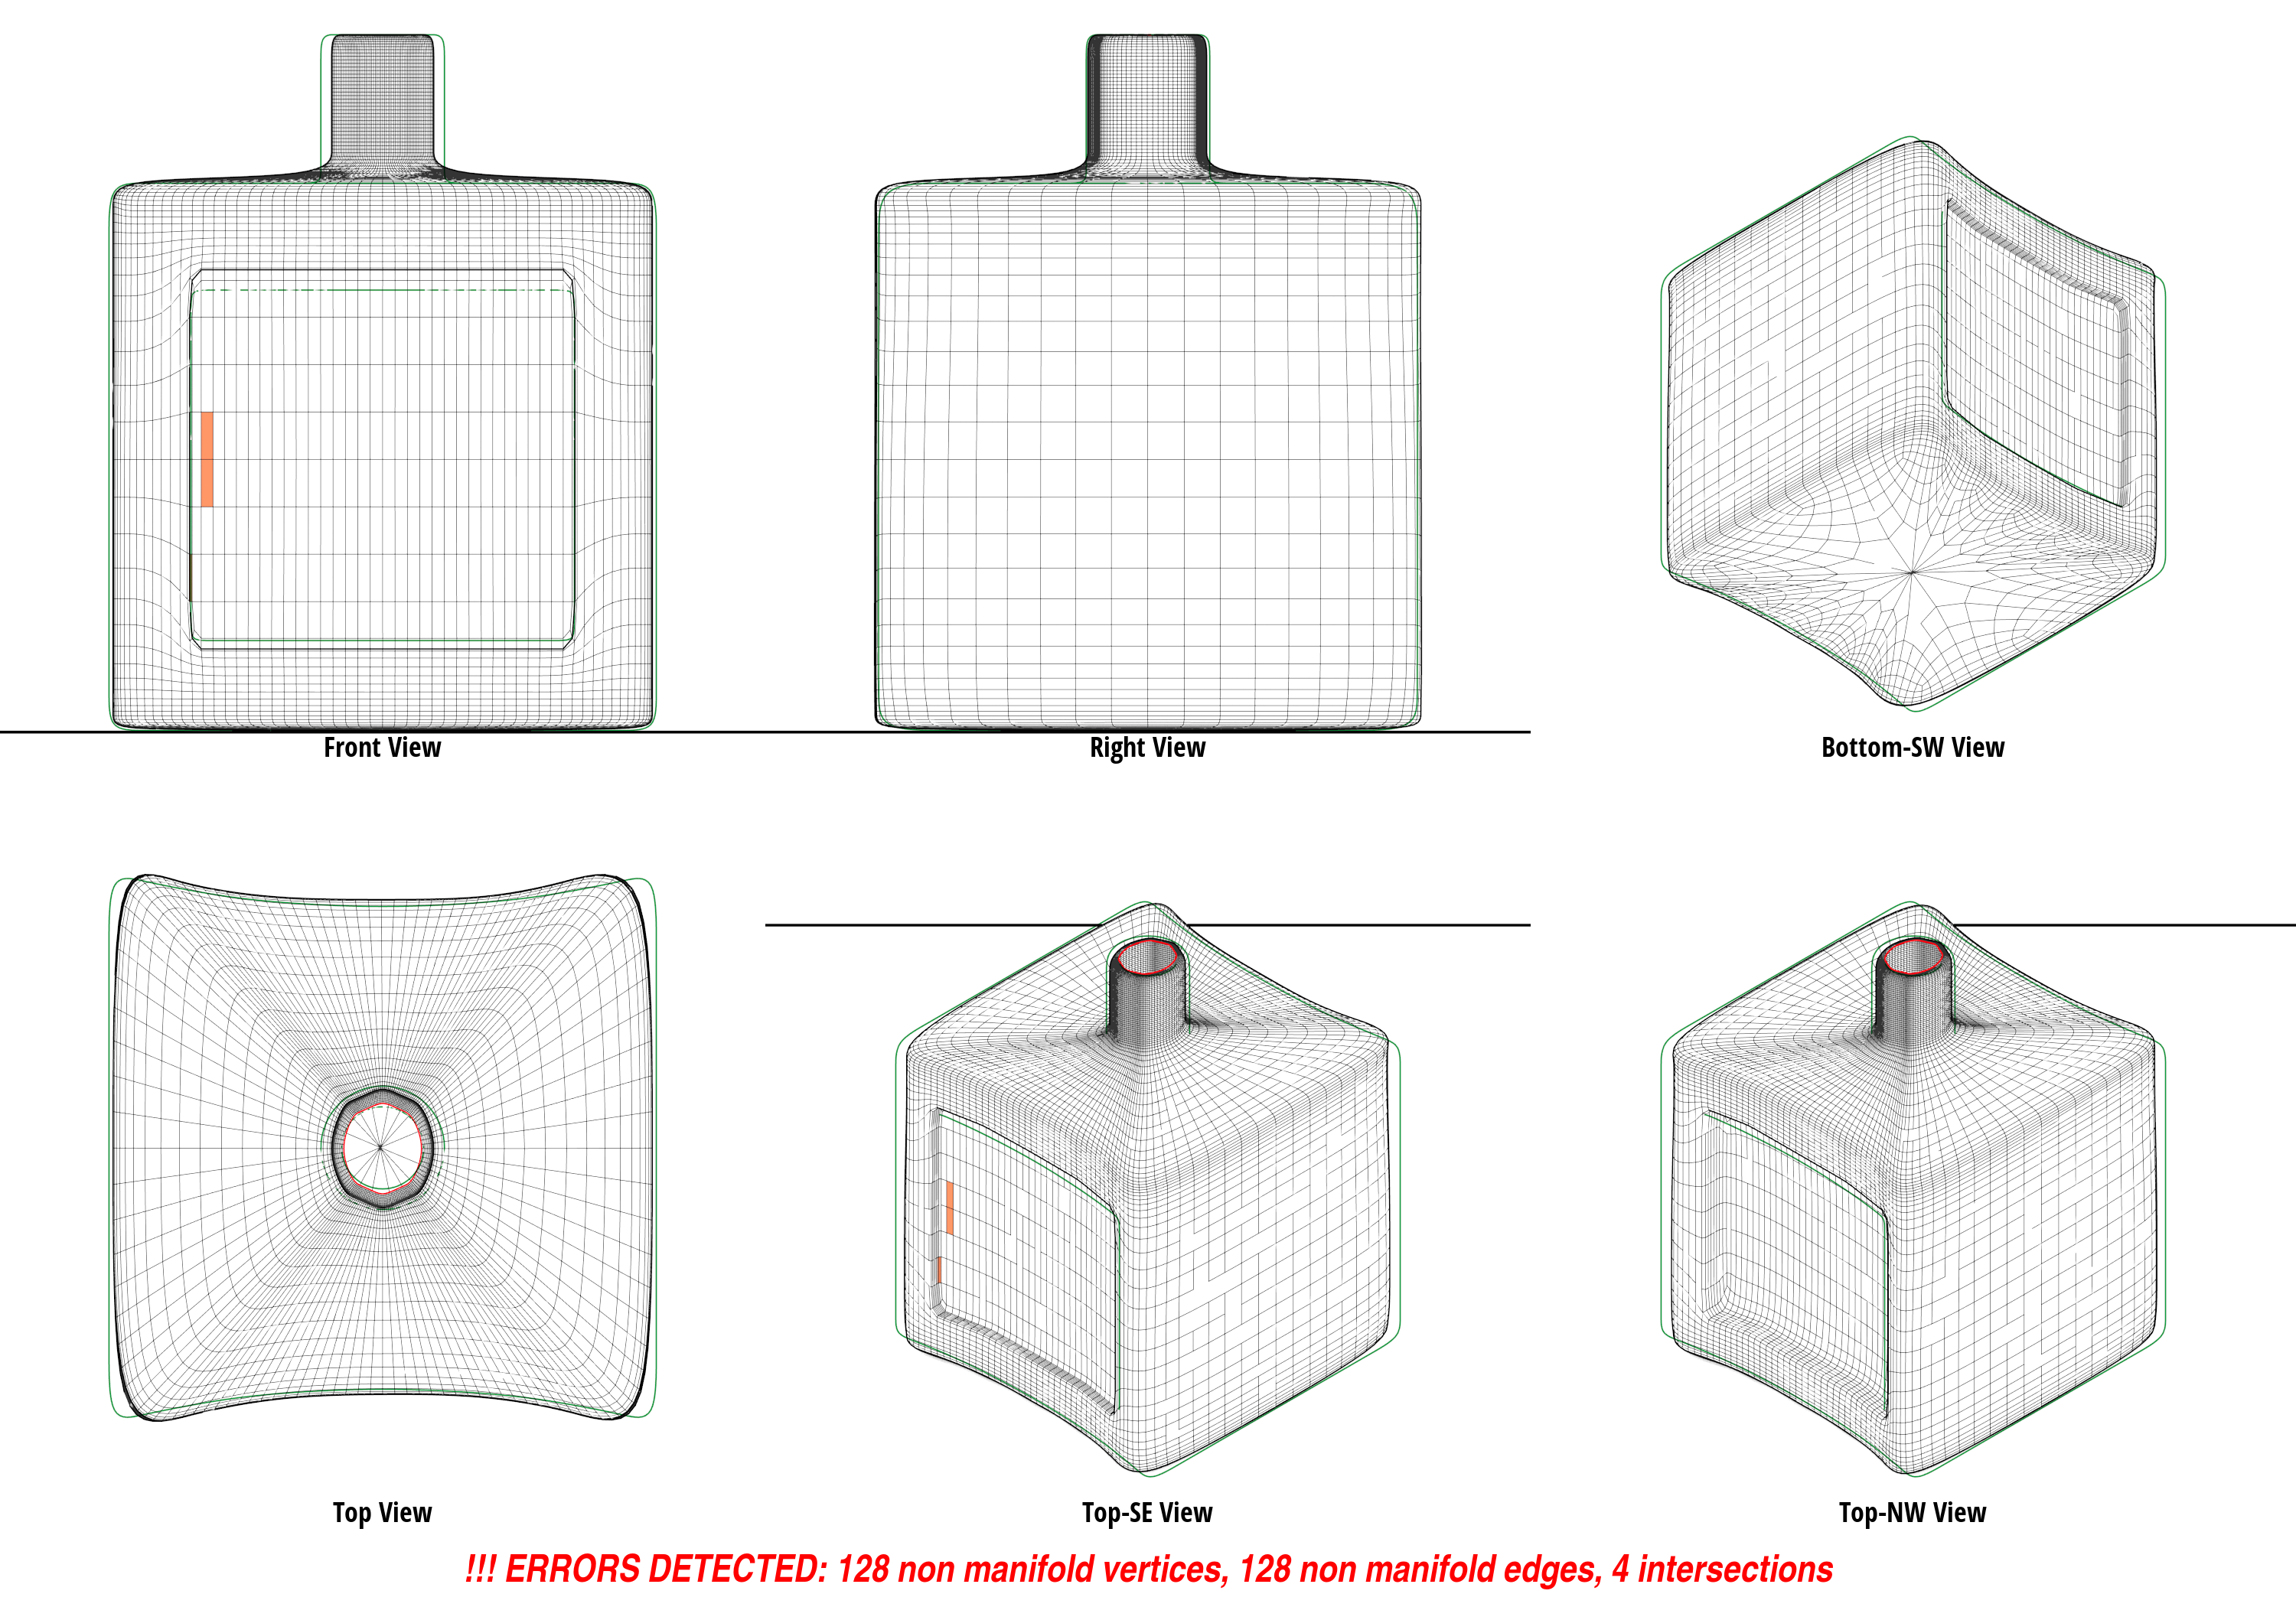 Front View
Right View
Bottom-SW View
Top View
Top-SE View
Top-NW View
!!! ERRORS DETECTED: 128 non manifold vertices, 128 non manifold edges, 4 intersections